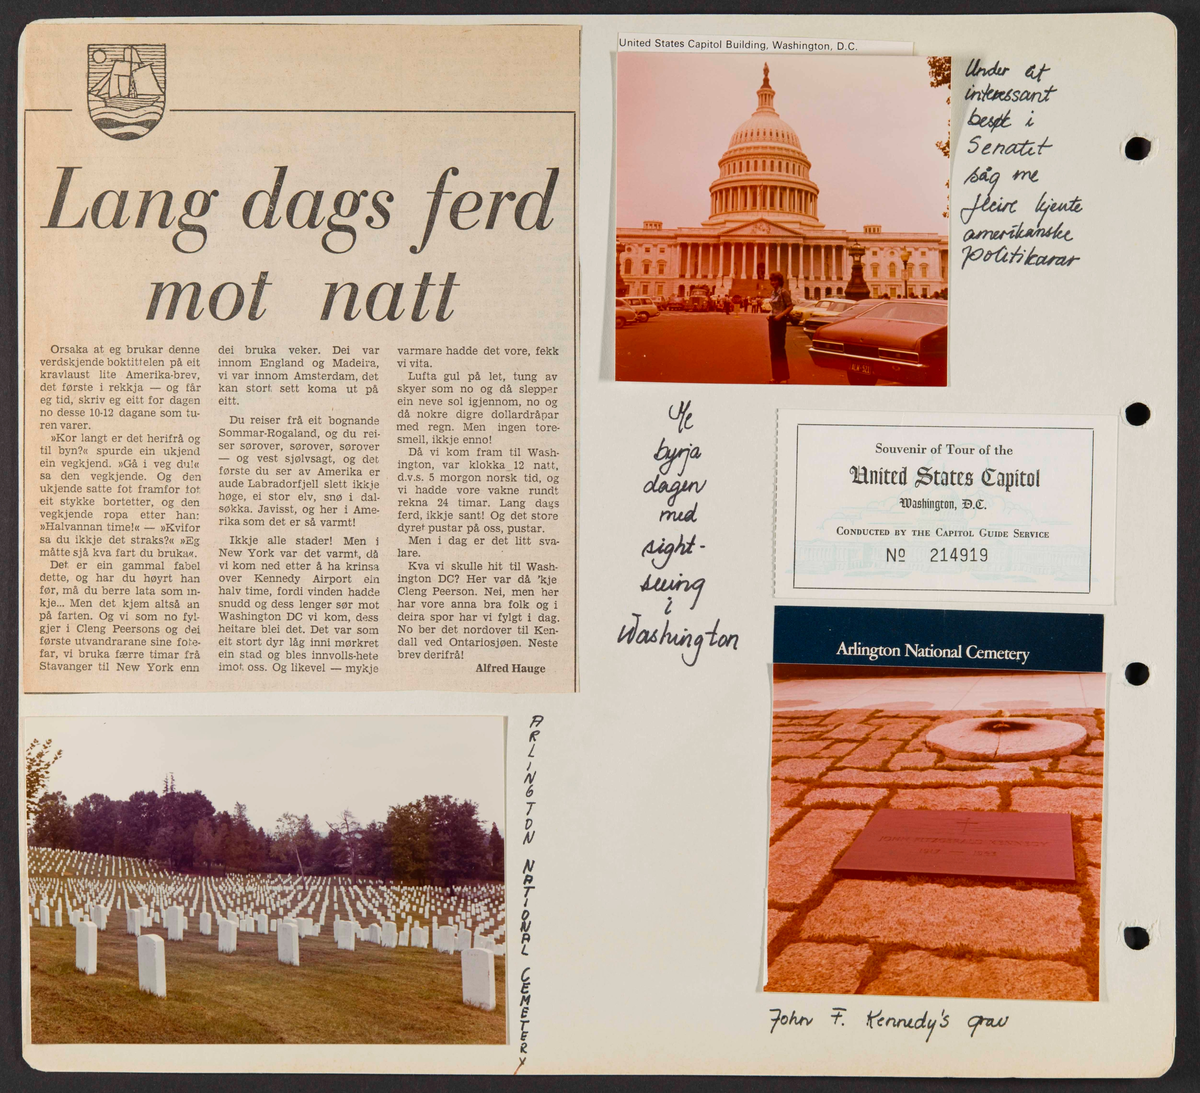 Lang dags ferd
mot natt
Orsaka at eg brukar denne
verdskjende boktittelen på eit
kravlaust lite Amerika-brev,
det første i rekkja — og får
eg tid, skriv eg eitt for dagen
no desse 10-12 dagane som tu-
ren varer.
»Kor langt er det herifrå og
til byn?« spurde ein ukjend
ein vegkjend. »Gå i veg du!«
sa den vegkjende. Og den
ukjende satte fot framfor fot
eit stykke bortetter, og den
vegkjende ropa etter han:
»Halvannan time!« — »Kvifor
sa du ikkje det straks?« »Eg
måtte sjå kva fart du bruka«.
Det er ein gammal fabel
dette, og har du høyrt han
før, må du berre lata som in-
kje... Men det kjem altså an
på farten. Og vi som no fyl-
gjer i Cleng Peersons og dei
første utvandrarane sine fote-
far, vi bruka færre timar frå
Stavanger til New York enn
dei bruka veker. Dei var
innom England og Madeira,
vi var innom Amsterdam, det
kan stort sett koma ut på
eitt.
Du reiser frå eit bognande
Sommar-Rogaland, og du rei-
ser sørover, sørover, sørover
— og vest sjølvsagt, og det
første du ser av Amerika er
aude Labradorfjell slett ikkje
høge, ei stor elv, snø i dal-
søkka. Javisst, og her i Ame-
rika som det er så varmt!
Ikkje alle stader! Men i
New York var det varmt, då
vi kom ned etter å ha krinsa
over Kennedy Airport ein
halv time, fordi vinden hadde
snudd og dess lenger sør mot
Washington DC vi kom, dess
heitare blei det. Det var som
eit stort dyr låg inni mørkret
ein stad og bles innvolls-hete
imot oss. Og likevel — mykje
varmare hadde det vore, fekk
vi vita.
Lufta gul på let, tung av
skyer som no og då slepper
ein neve sol igjennom, no og
då nokre digre dollardråpar
med regn. Men ingen tore-
smell, ikkje enno!
Då vi kom fram til Wash-
ington, var klokka 12 natt,
d.v.s. 5 morgon norsk tid, og
vi hadde vore vakne rundt
rekna 24 timar. Lang dags
ferd, ikkje sant! Og det store
dyret pustar på oss, pustar.
Men i dag er det litt sva-
lare.
Kva vi skulle hit til Wash-
ington DC? Her var då 'kje
Cleng Peerson. Nei, men her
har vore anna bra folk og i
deira spor har vi fylgt i dag.
No ber det nordover til Ken-
dall ved Ontariosjøen. Neste
brev derifrå!
Alfred Hauge
United States Capitol Building, Washington, D.C.
Under eit
interessant
besøk i
Senatet
såg me
fleire kjente
amerikanske
politikarar
Me
byrja
dagen
med
sight-
seeing
i
Washington
Souvenir of Tour of the
United States Capitol
Washington, D.C.
CONDUCTED BY THE CAPITOL GUIDE SERVICE
Nº 214919
Arlington National Cemetery
ARLINGTON NATIONAL CEMETERY
John F. Kennedy's grav